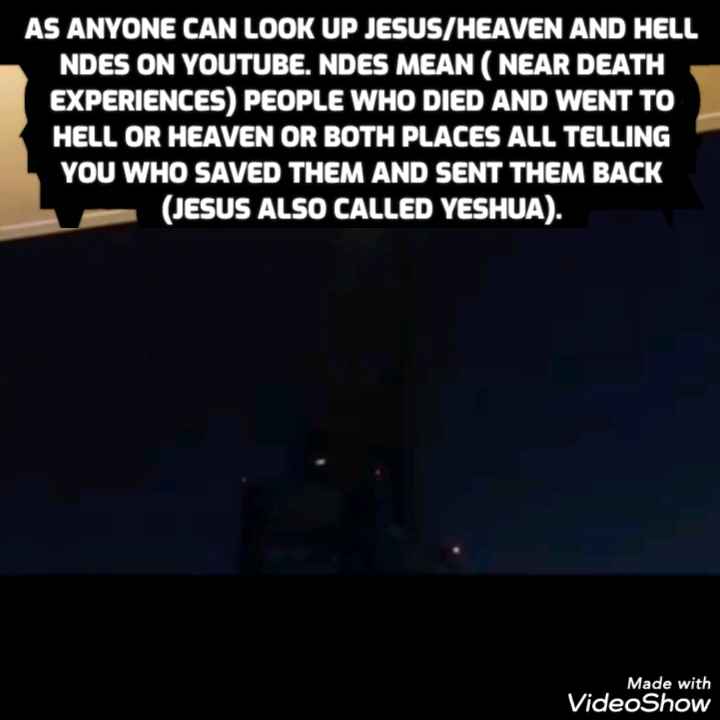 AS ANYONE CAN LOOK UP JESUS/HEAVEN AND HELL
NDES ON YOUTUBE. NDES MEAN ( NEAR DEATH
EXPERIENCES) PEOPLE WHO DIED AND WENT TO
HELL OR HEAVEN OR BOTH PLACES ALL TELLING
YOU WHO SAVED THEM AND SENT THEM BACK
(JESUS ALSO CALLED YESHUA).
Made with
VideoShow